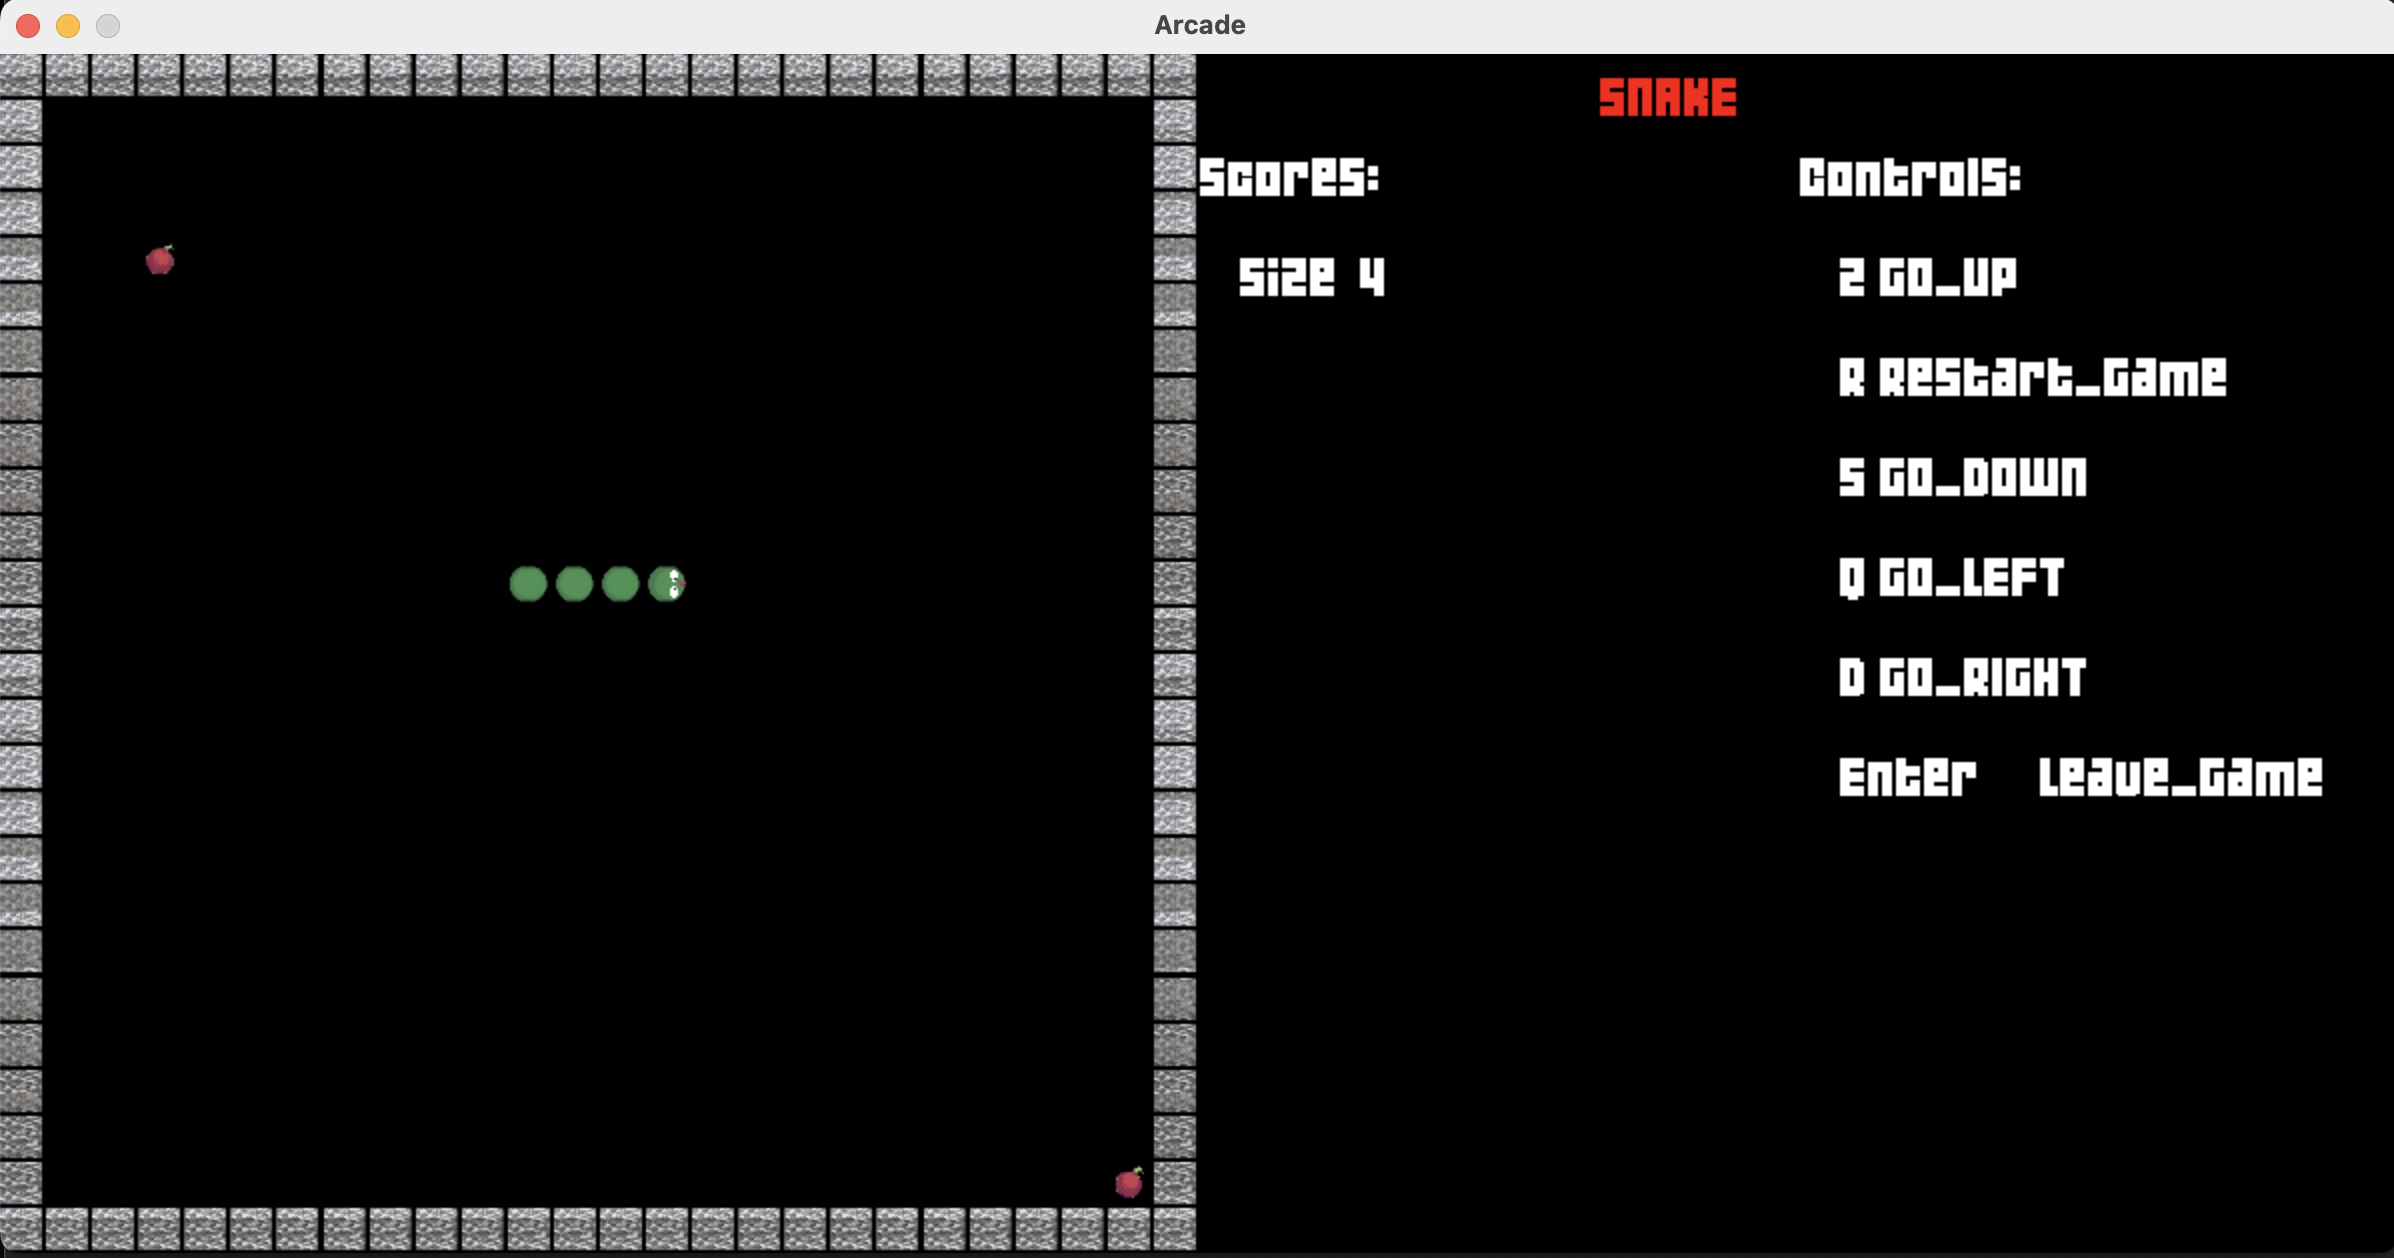 Arcade
SNAKE
Scores:
Controls:
Size 4
Z GO_UP
R Restart_Game
S GO_DOWN
Q GO_LEFT
D GO_RIGHT
Enter Leave_Game